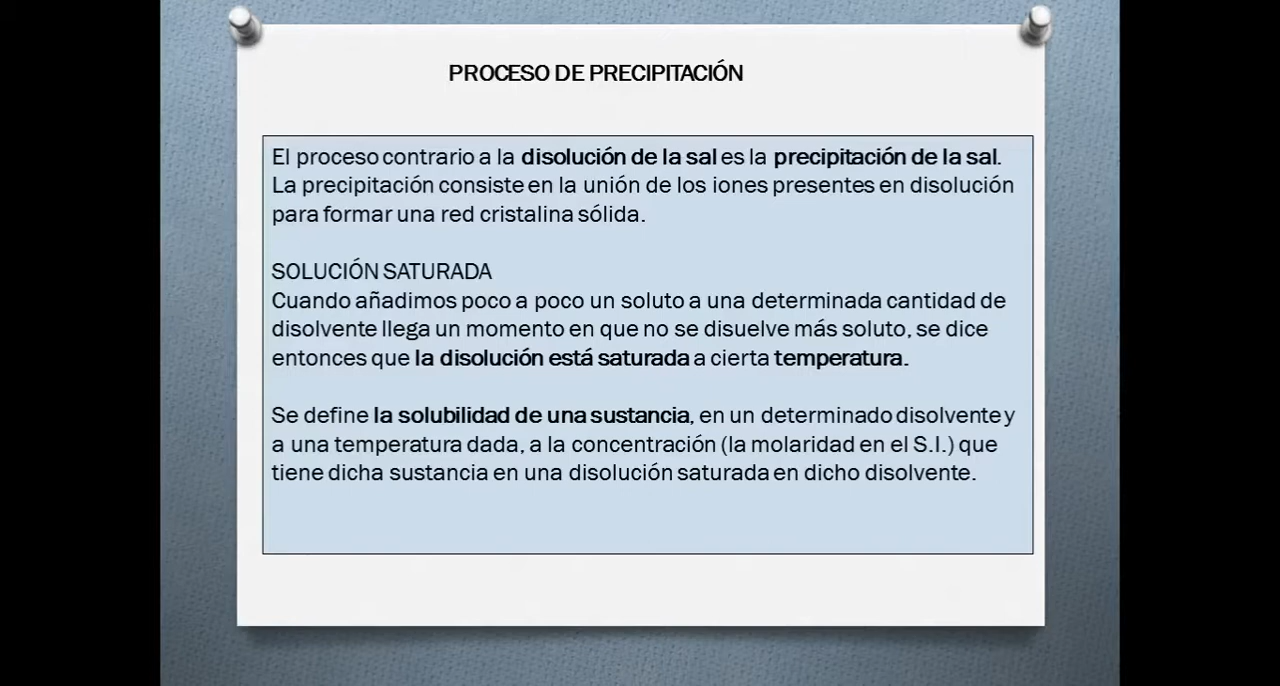 PROCESO DE PRECIPITACIÓN
El proceso contrario a la disolución de la sal es la precipitación de la sal.
La precipitación consiste en la unión de los iones presentes en disolución
para formar una red cristalina sólida.
SOLUCIÓN SATURADA
Cuando añadimos poco a poco un soluto a una determinada cantidad de
disolvente llega un momento en que no se disuelve más soluto, se dice
entonces que la disolución está saturada a cierta temperatura.
Se define la solubilidad de una sustancia, en un determinado disolvente y
a una temperatura dada, a la concentración (la molaridad en el S.I.) que
tiene dicha sustancia en una disolución saturada en dicho disolvente.